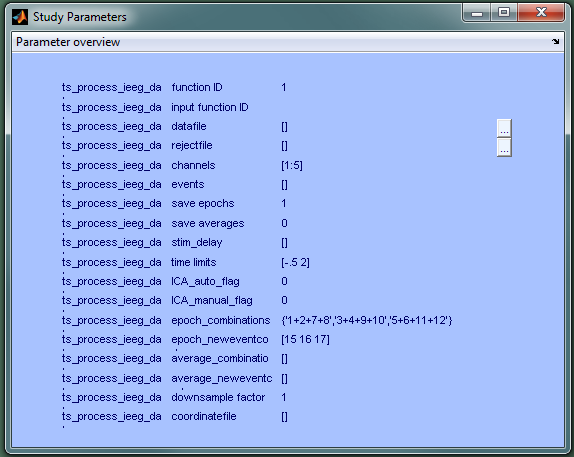 Study Parameters
Parameter overview
ts_process_ieeg_da function ID 1
ts_process_ieeg_da input function ID
ts_process_ieeg_da datafile [] ...
ts_process_ieeg_da rejectfile [] ...
ts_process_ieeg_da channels [1:5]
ts_process_ieeg_da events []
ts_process_ieeg_da save epochs 1
ts_process_ieeg_da save averages 0
ts_process_ieeg_da stim_delay []
ts_process_ieeg_da time limits [-.5 2]
ts_process_ieeg_da ICA_auto_flag 0
ts_process_ieeg_da ICA_manual_flag 0
ts_process_ieeg_da epoch_combinations {'1+2+7+8','3+4+9+10','5+6+11+12'}
ts_process_ieeg_da epoch_neweventco [15 16 17]
ts_process_ieeg_da average_combinatio []
ts_process_ieeg_da average_neweventc []
ts_process_ieeg_da downsample factor 1
ts_process_ieeg_da coordinatefile []